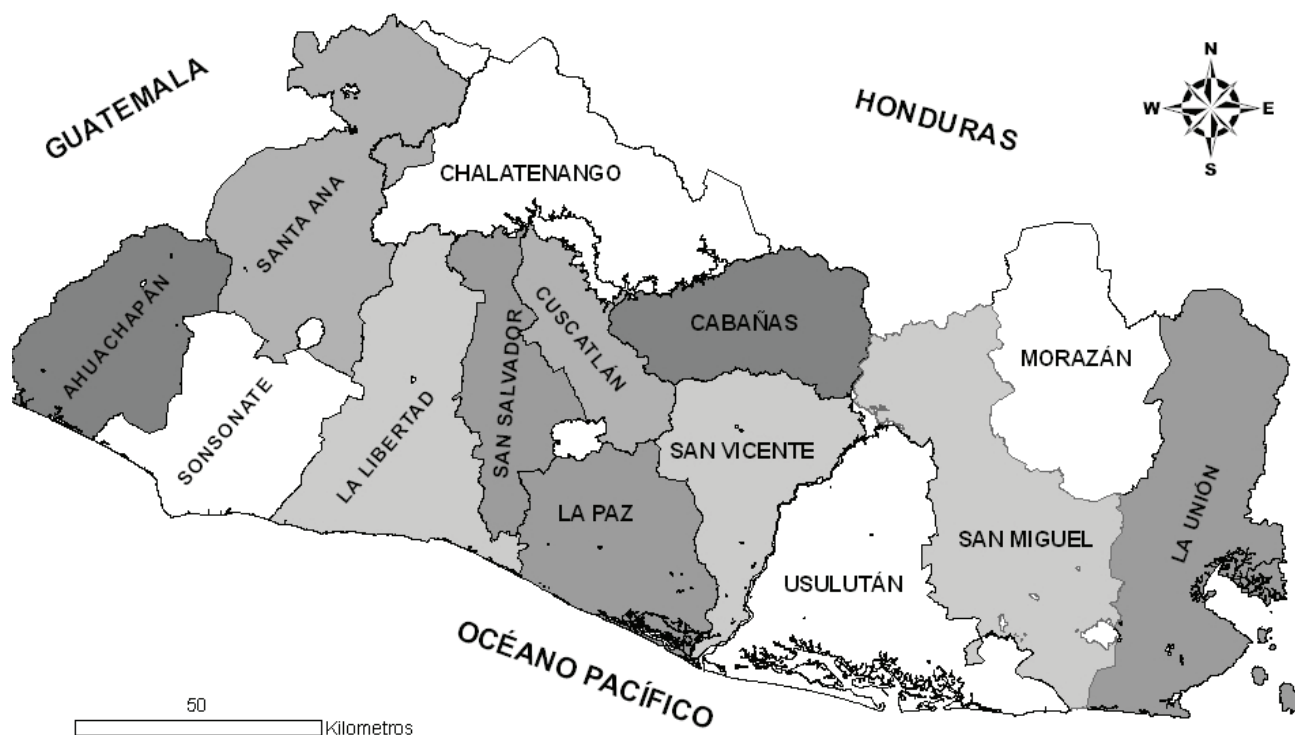 N
GUATEMALA
HONDURAS
W
E
S
CHALATENANGO
SANTA ANA
AHUACHAPÁN
CUSCATLÁN
CABAÑAS
SAN SALVADOR
MORAZÁN
SONSONATE
LA LIBERTAD
SAN VICENTE
LA PAZ
LA UNIÓN
SAN MIGUEL
USULUTÁN
OCÉANO PACÍFICO
50
Kilometros